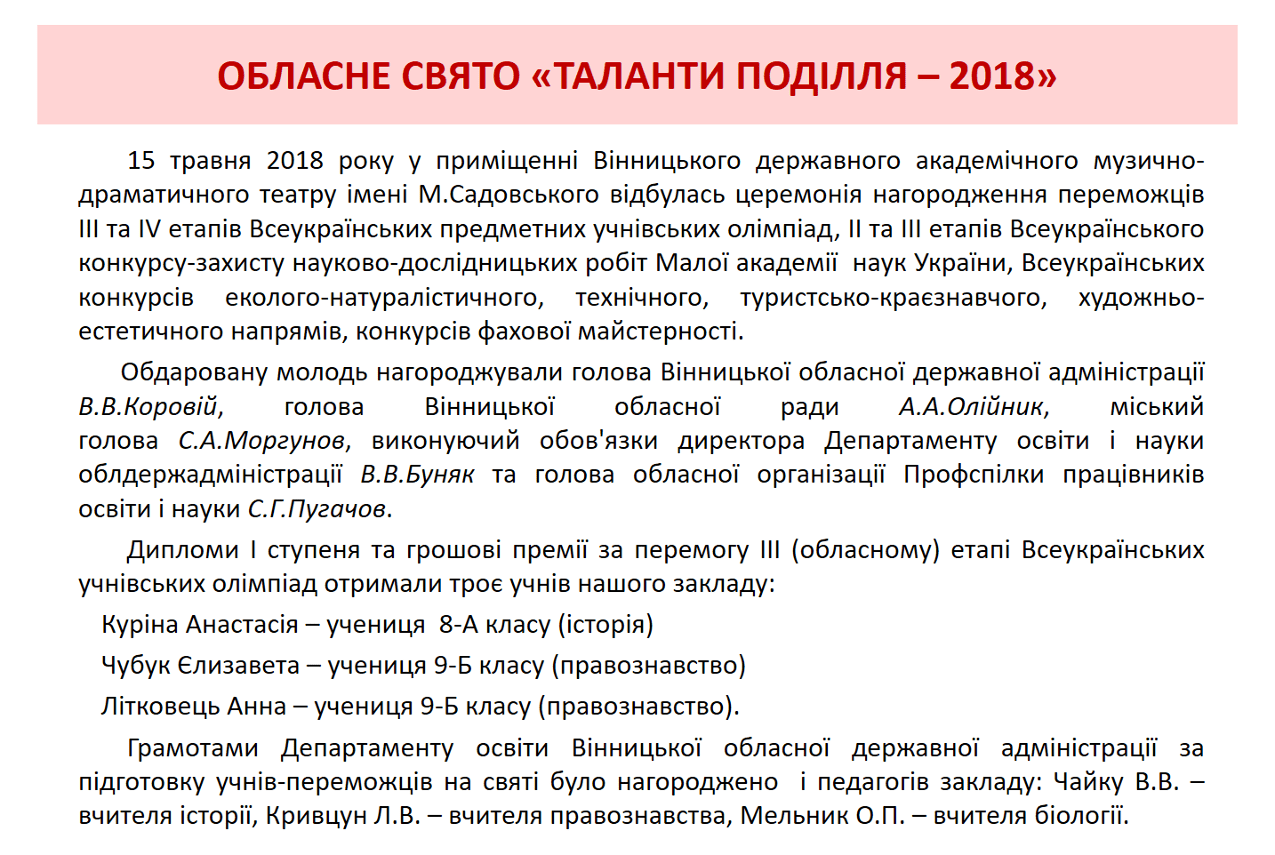 ОБЛАСНЕ СВЯТО «ТАЛАНТИ ПОДІЛЛЯ – 2018»
15 травня 2018 року у приміщенні Вінницького державного академічного музично-
драматичного театру імені М.Садовського відбулась церемонія нагородження переможців
ІІІ та IV етапів Всеукраїнських предметних учнівських олімпіад, ІІ та ІІІ етапів Всеукраїнського
конкурсу-захисту науково-дослідницьких робіт Малої академії наук України, Всеукраїнських
конкурсів еколого-натуралістичного, технічного, туристсько-краєзнавчого, художньо-
естетичного напрямів, конкурсів фахової майстерності.
Обдаровану молодь нагороджували голова Вінницької обласної державної адміністрації
В.В.Коровій, голова Вінницької обласної ради А.А.Олійник, міський
голова С.А.Моргунов, виконуючий обов'язки директора Департаменту освіти і науки
облдержадміністрації В.В.Буняк та голова обласної організації Профспілки працівників
освіти і науки С.Г.Пугачов.
Дипломи І ступеня та грошові премії за перемогу ІІІ (обласному) етапі Всеукраїнських
учнівських олімпіад отримали троє учнів нашого закладу:
Куріна Анастасія – учениця 8-А класу (історія)
Чубук Єлизавета – учениця 9-Б класу (правознавство)
Літковець Анна – учениця 9-Б класу (правознавство).
Грамотами Департаменту освіти Вінницької обласної державної адміністрації за
підготовку учнів-переможців на святі було нагороджено і педагогів закладу: Чайку В.В. –
вчителя історії, Кривцун Л.В. – вчителя правознавства, Мельник О.П. – вчителя біології.